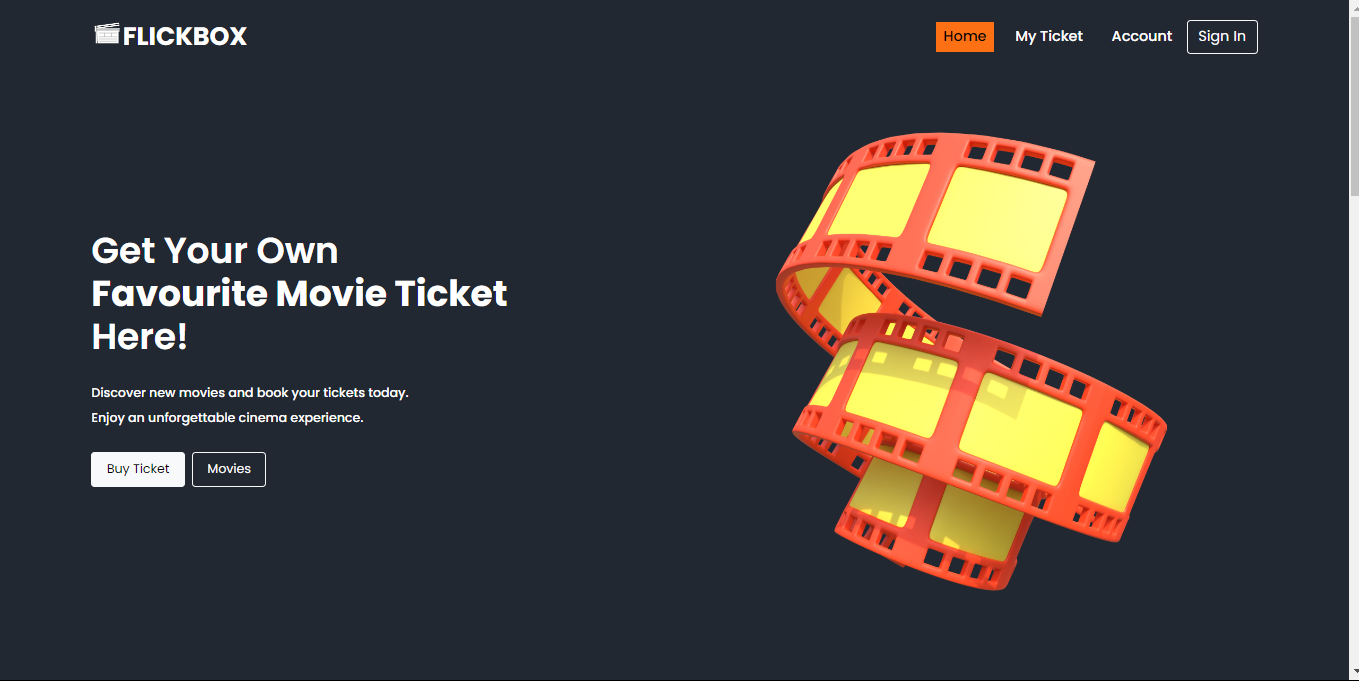 FLICKBOX
Home My Ticket Account Sign In
Get Your Own
Favourite Movie Ticket
Here!
Discover new movies and book your tickets today.
Enjoy an unforgettable cinema experience.
Buy Ticket Movies